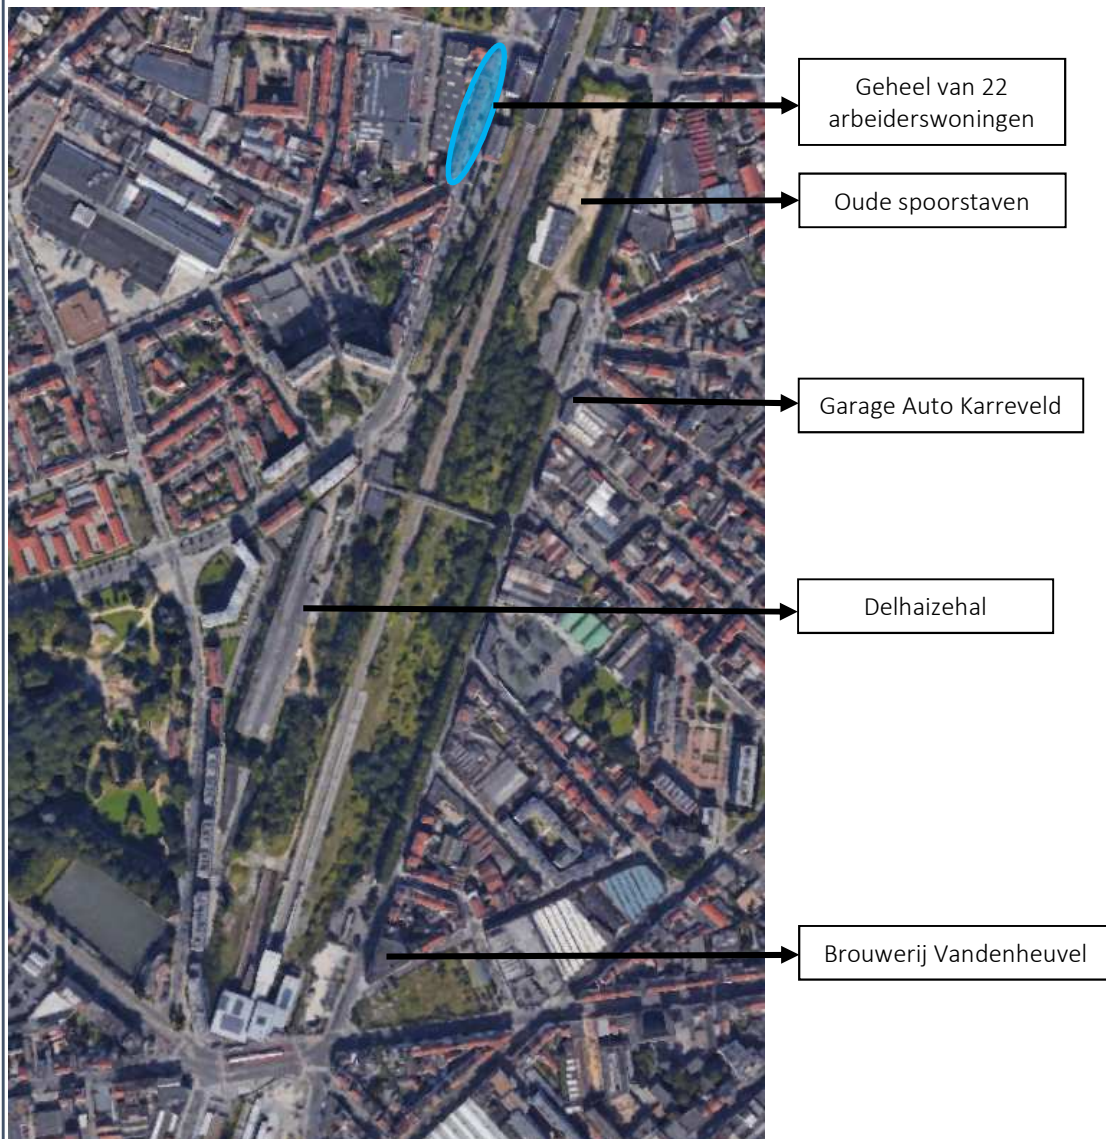 Geheel van 22
arbeiderswoningen
Oude spoorstaven
Garage Auto Karreveld
Delhaizehal
Brouwerij Vandenheuvel